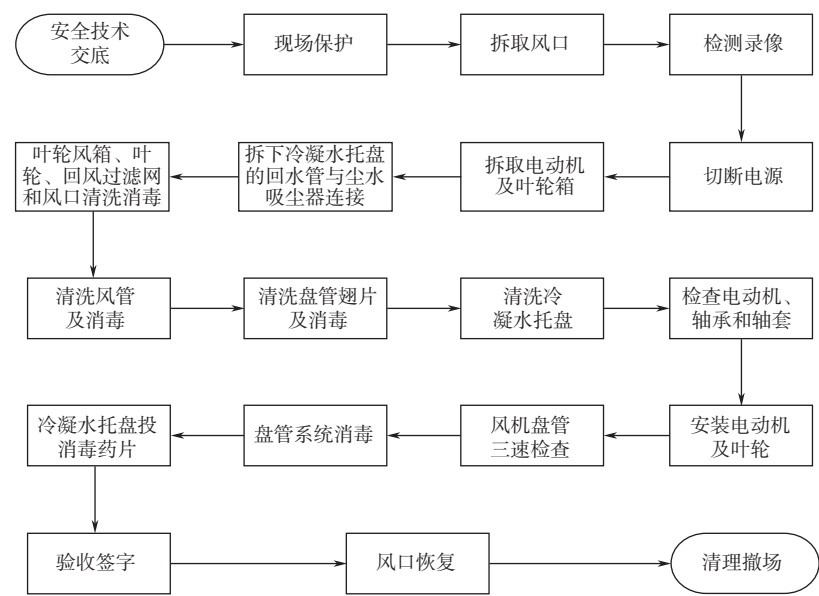 安全技术
交底
现场保护
拆取风口
检测录像
切断电源
拆取电动机
及叶轮箱
拆下冷凝水托盘
的回水管与尘水
吸尘器连接
叶轮风箱、叶
轮、回风过滤网
和风口清洗消毒
清洗风管
及消毒
清洗盘管翅片
及消毒
清洗冷
凝水托盘
检查电动机、
轴承和轴套
安装电动机
及叶轮
风机盘管
三速检查
盘管系统消毒
冷凝水托盘投
消毒药片
验收签字
风口恢复
清理撤场